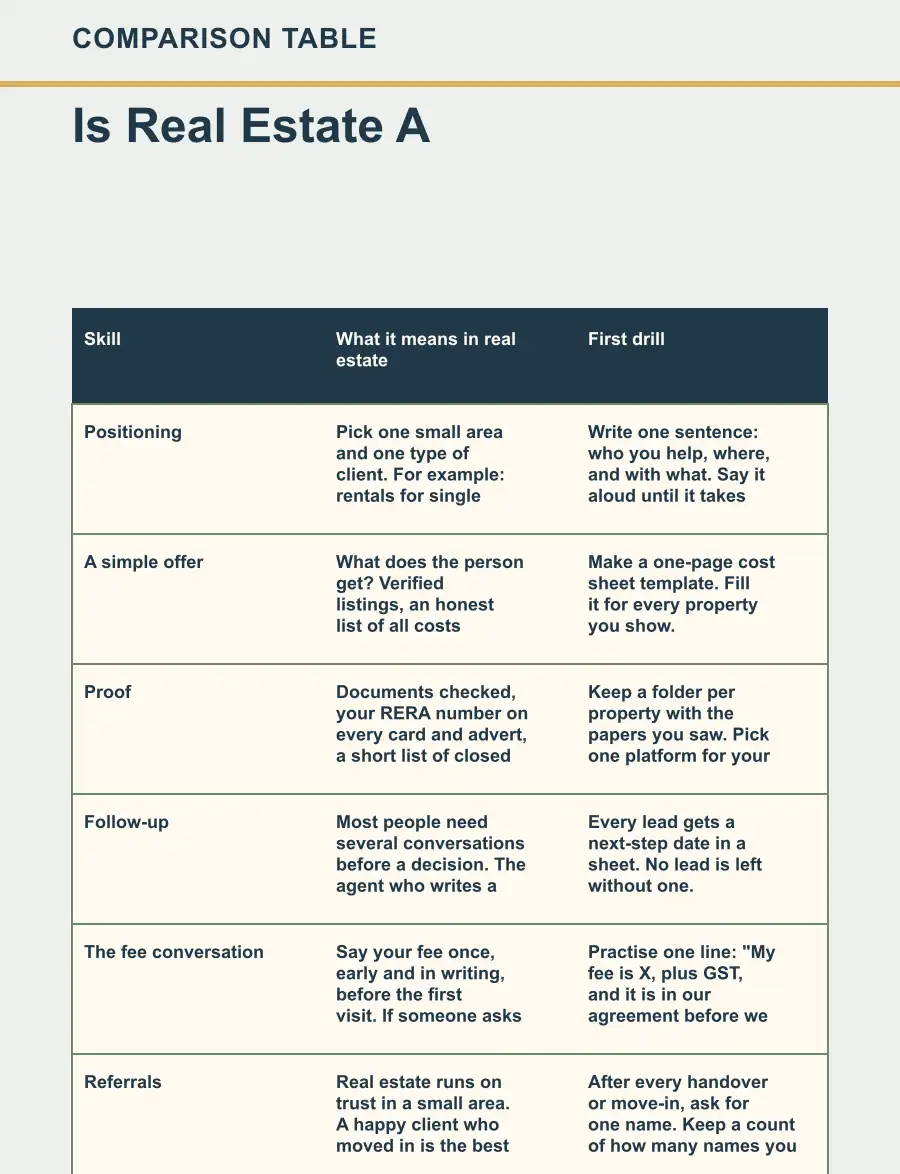 COMPARISON TABLE
Is Real Estate A
Skill
What it means in real
estate
First drill
Positioning
Pick one small area
and one type of
client. For example:
rentals for single
Write one sentence:
who you help, where,
and with what. Say it
aloud until it takes
A simple offer
What does the person
get? Verified
listings, an honest
list of all costs
Make a one-page cost
sheet template. Fill
it for every property
you show.
Proof
Documents checked,
your RERA number on
every card and advert,
a short list of closed
Keep a folder per
property with the
papers you saw. Pick
one platform for your
Follow-up
Most people need
several conversations
before a decision. The
agent who writes a
Every lead gets a
next-step date in a
sheet. No lead is left
without one.
The fee conversation
Say your fee once,
early and in writing,
before the first
visit. If someone asks
Practise one line: "My
fee is X, plus GST,
and it is in our
agreement before we
Referrals
Real estate runs on
trust in a small area.
A happy client who
moved in is the best
After every handover
or move-in, ask for
one name. Keep a count
of how many names you